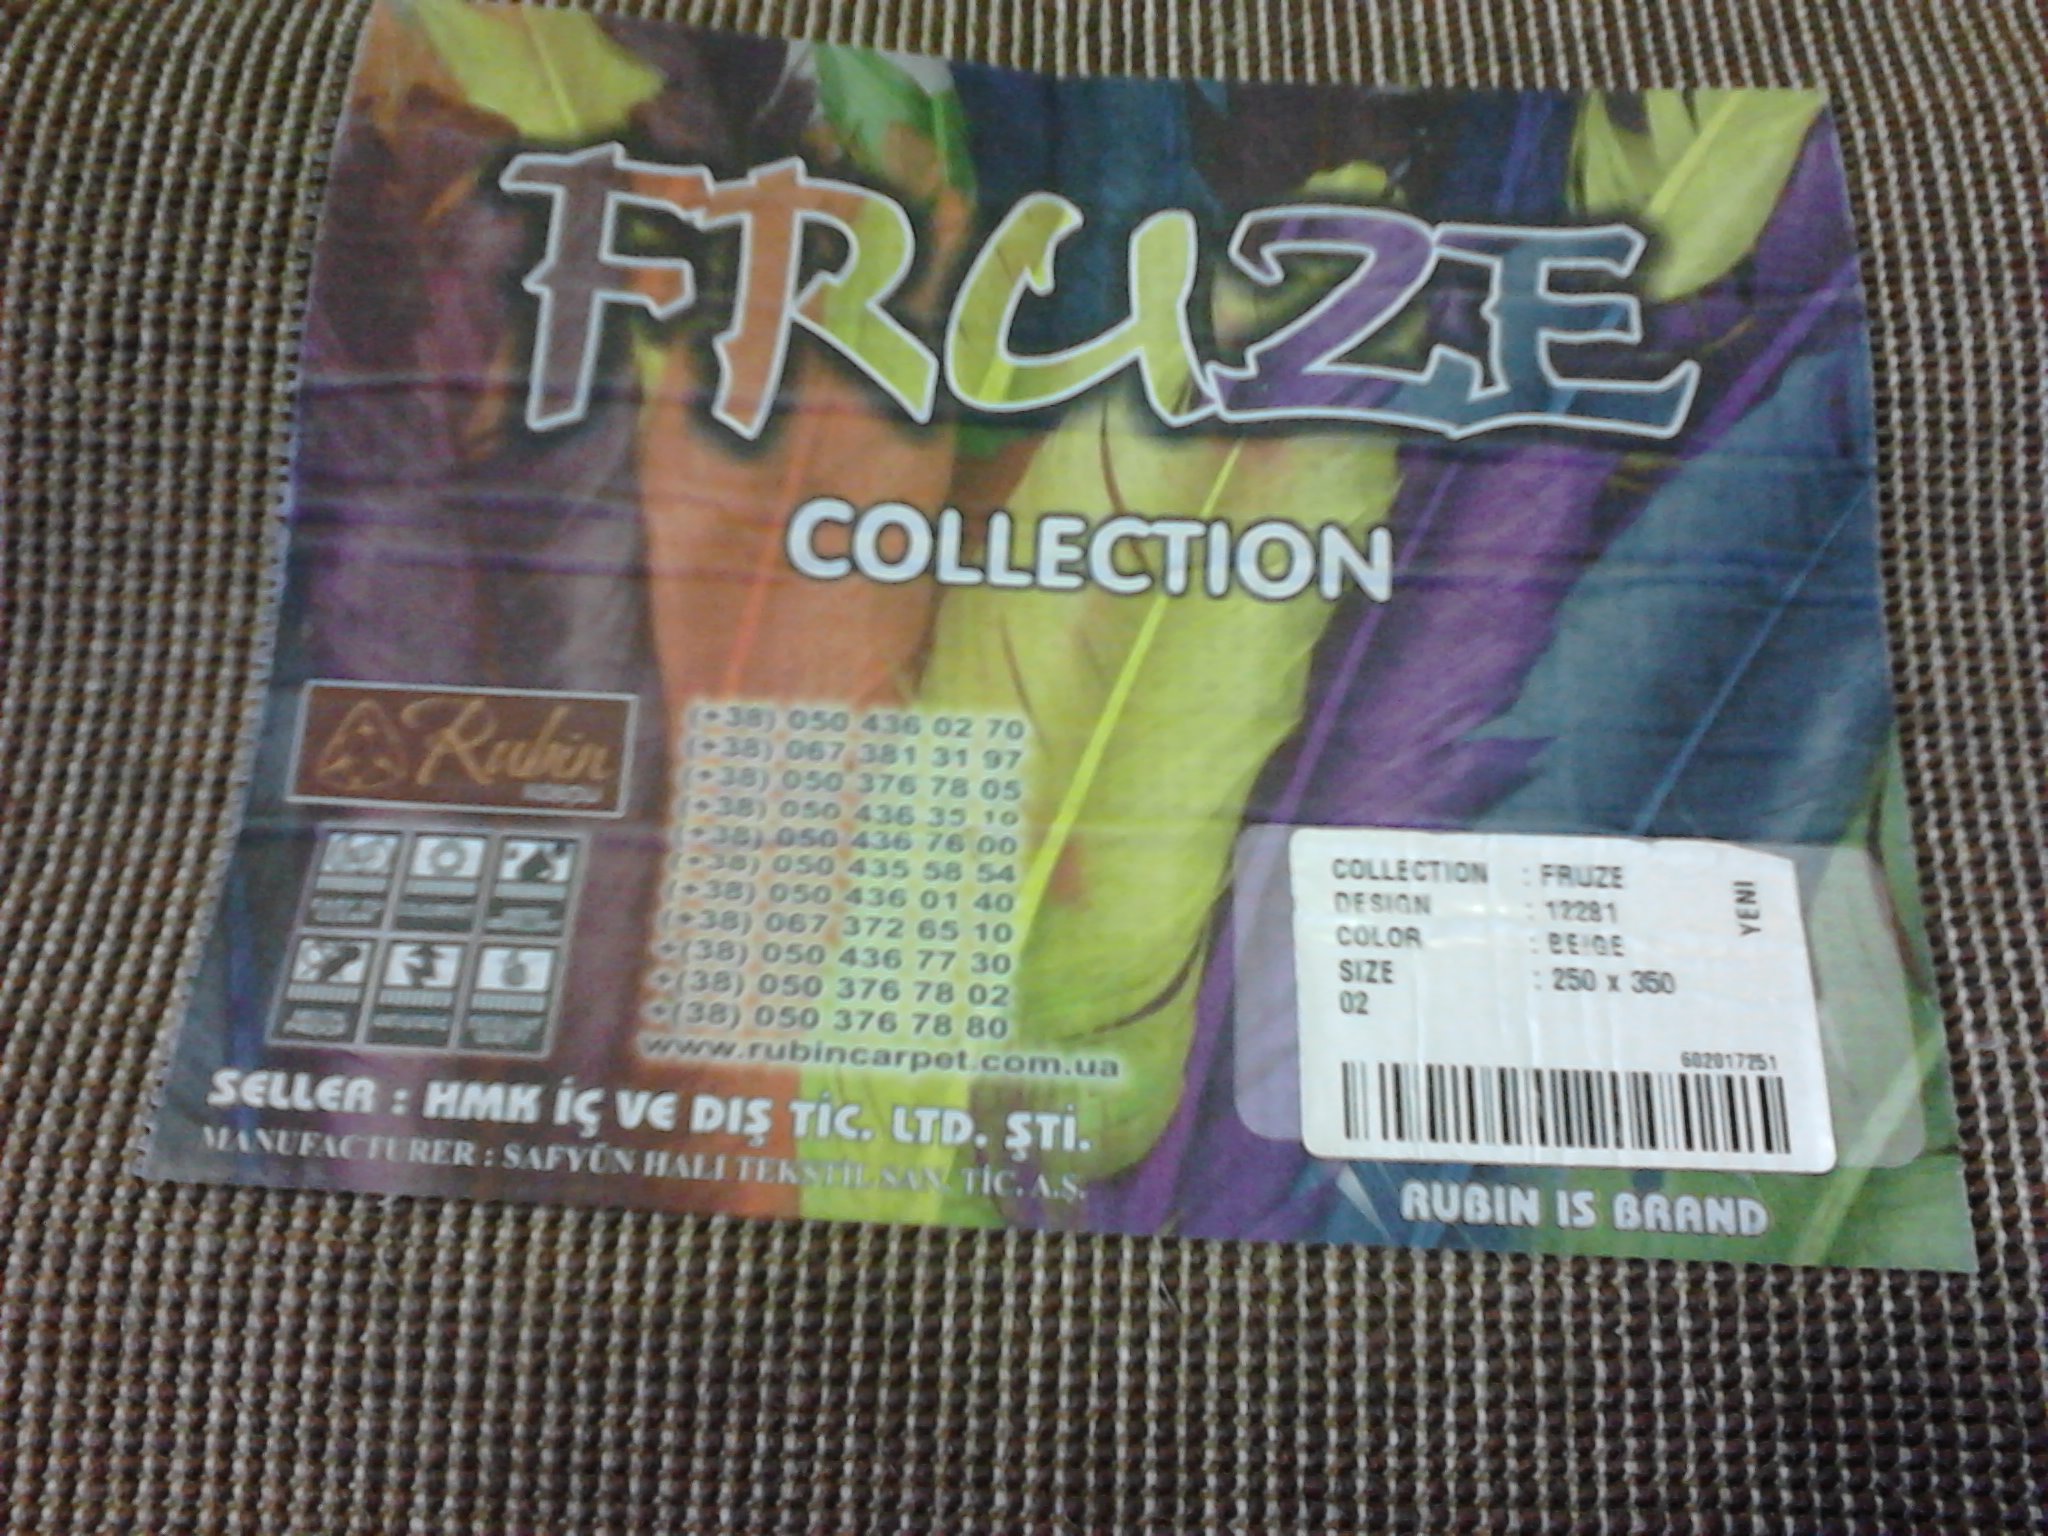 FRUZE
COLLECTION
Rubin
(+38) 050 436 02 70
(+38) 067 381 31 97
(+38) 050 376 78 05
(+38) 050 436 35 10
(+38) 050 436 76 00
(+38) 050 435 58 54
(+38) 050 436 01 40
(+38) 067 372 65 10
+(38) 050 436 77 30
+(38) 050 376 78 02
+(38) 050 376 78 80
www.rubincarpet.com.ua
SELLER : HMK İÇ VE DIŞ TİC. LTD. ŞTİ.
MANUFACTURER : SAFYÜN HALI TEKSTİL SAN. TİC. A.Ş.
COLLECTION : FRUZE
DESIGN : 12281
COLOR : BEIGE
SIZE : 250 x 350
02
YENI
602017251
RUBIN IS BRAND